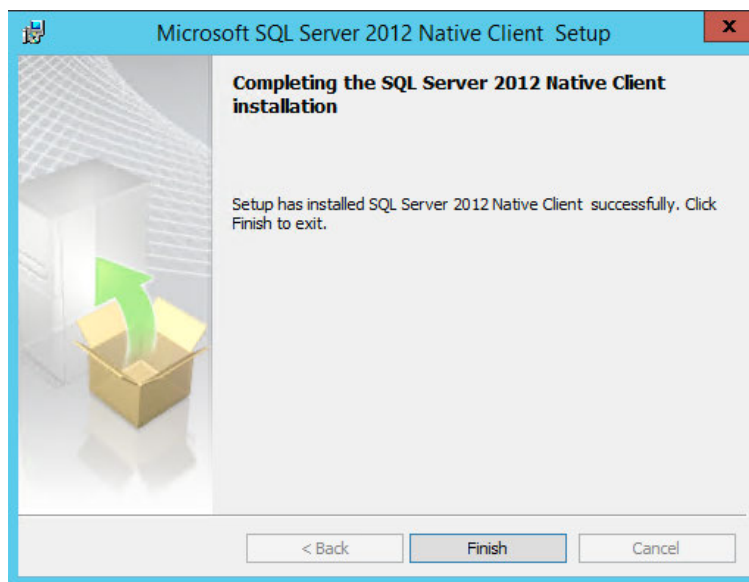 Microsoft SQL Server 2012 Native Client  Setup
x
Completing the SQL Server 2012 Native Client
installation
Setup has installed SQL Server 2012 Native Client  successfully. Click
Finish to exit.
< Back
Finish
Cancel